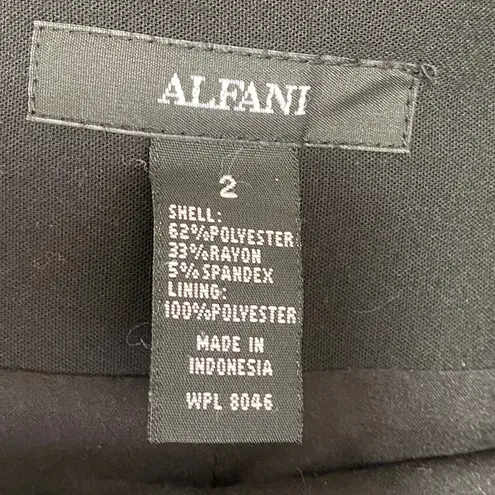 ALFANI
2
SHELL:
62%POLYESTER
33%RAYON
5%SPANDEX
LINING:
100%POLYESTER
MADE IN
INDONESIA
WPL 8046